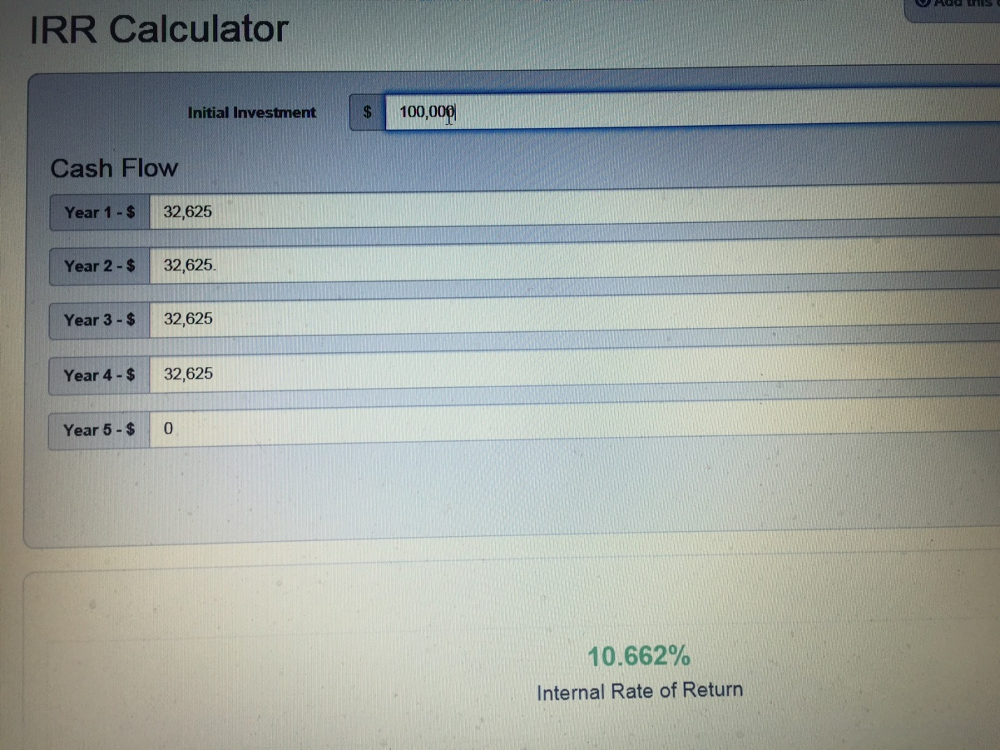 IRR Calculator
Add this
Initial Investment $ 100,000
Cash Flow
Year 1 - $ 32,625
Year 2 - $ 32,625.
Year 3 - $ 32,625
Year 4 - $ 32,625
Year 5 - $ 0
10.662%
Internal Rate of Return